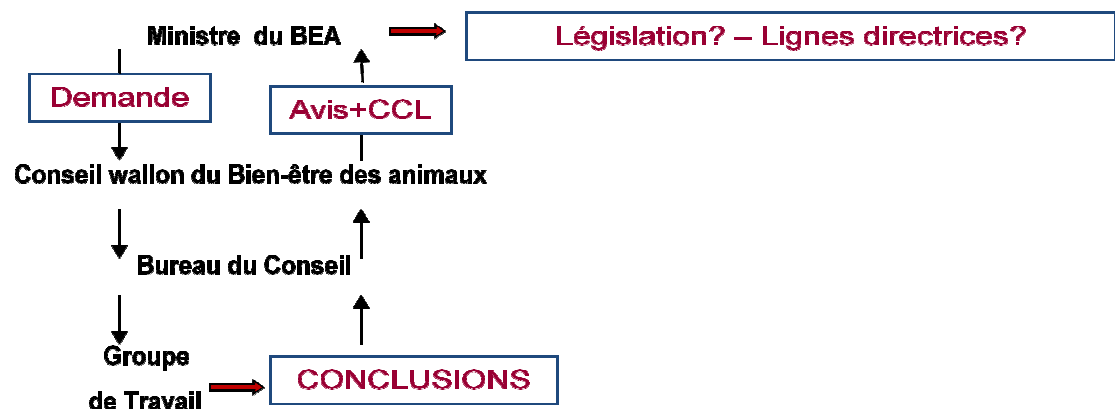 Ministre du BEA
Législation? – Lignes directrices?
Demande
Avis+CCL
Conseil wallon du Bien-être des animaux
Bureau du Conseil
Groupe
de Travail
CONCLUSIONS